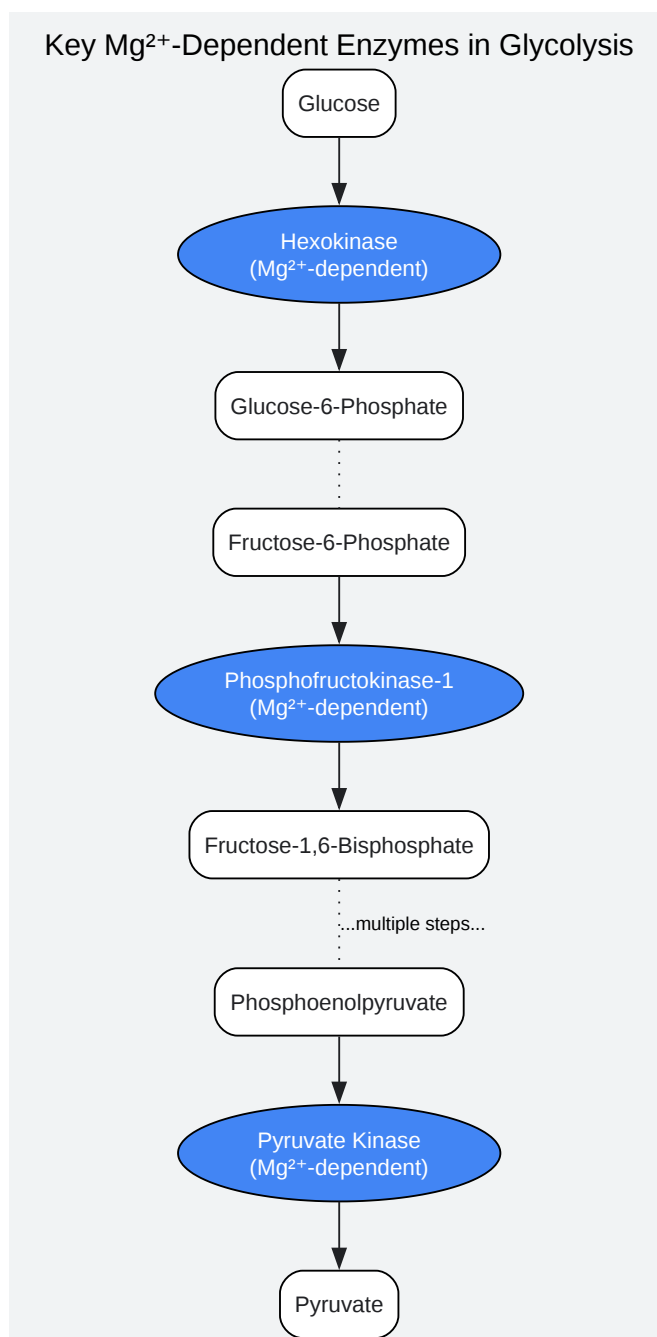 Key Mg²⁺-Dependent Enzymes in Glycolysis
Glucose
Hexokinase
(Mg²⁺-dependent)
Glucose-6-Phosphate
Fructose-6-Phosphate
Phosphofructokinase-1
(Mg²⁺-dependent)
Fructose-1,6-Bisphosphate
...multiple steps...
Phosphoenolpyruvate
Pyruvate Kinase
(Mg²⁺-dependent)
Pyruvate